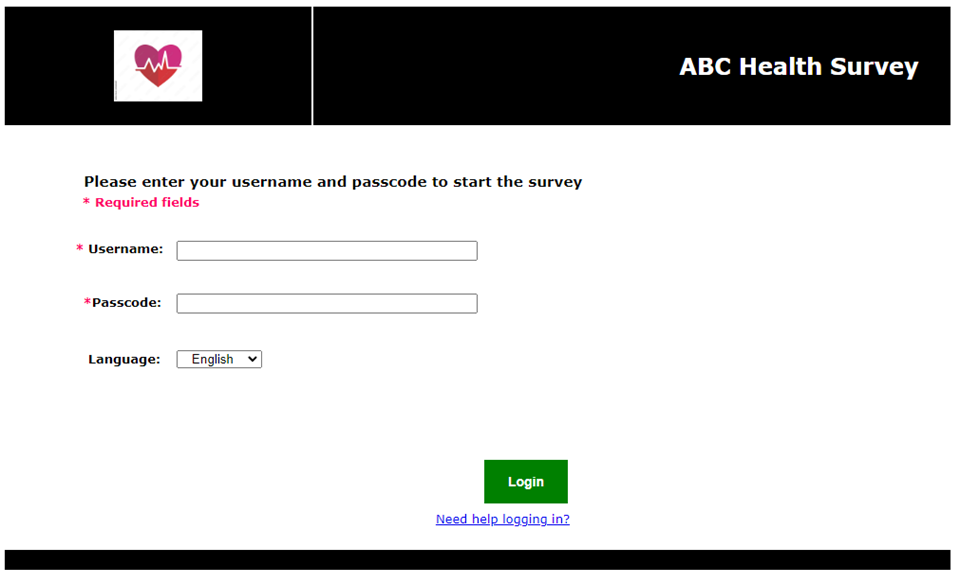 ABC Health Survey
Please enter your username and passcode to start the survey
* Required fields
* Username:
*Passcode:
Language: English
Login
Need help logging in?